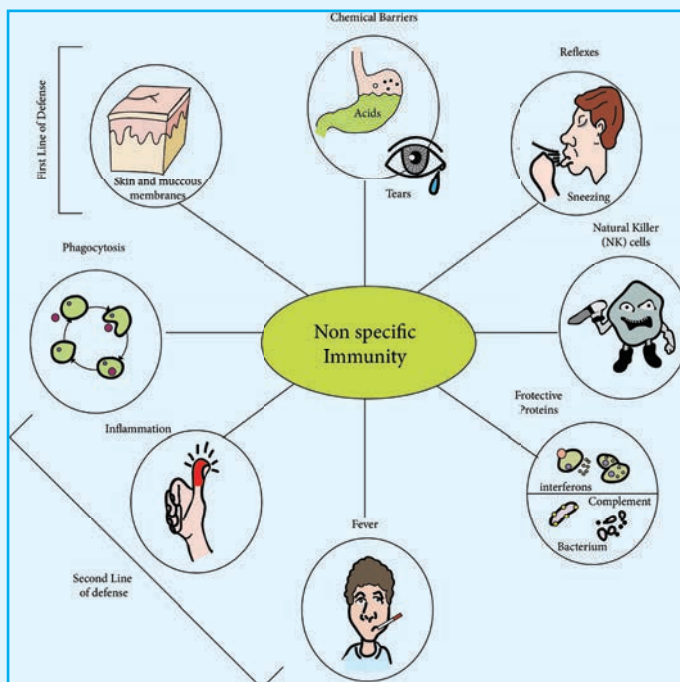 Chemical Barriers
Reflexes
First Line of Defense
Acids
Skin and muccous
membranes
Tears
Sneezing
Phagocytosis
Natural Killer
(NK) cells
Non specific
Immunity
Frotective
Proteins
Inflammation
interferons
Complement
Bacterium
Fever
Second Line
of defense